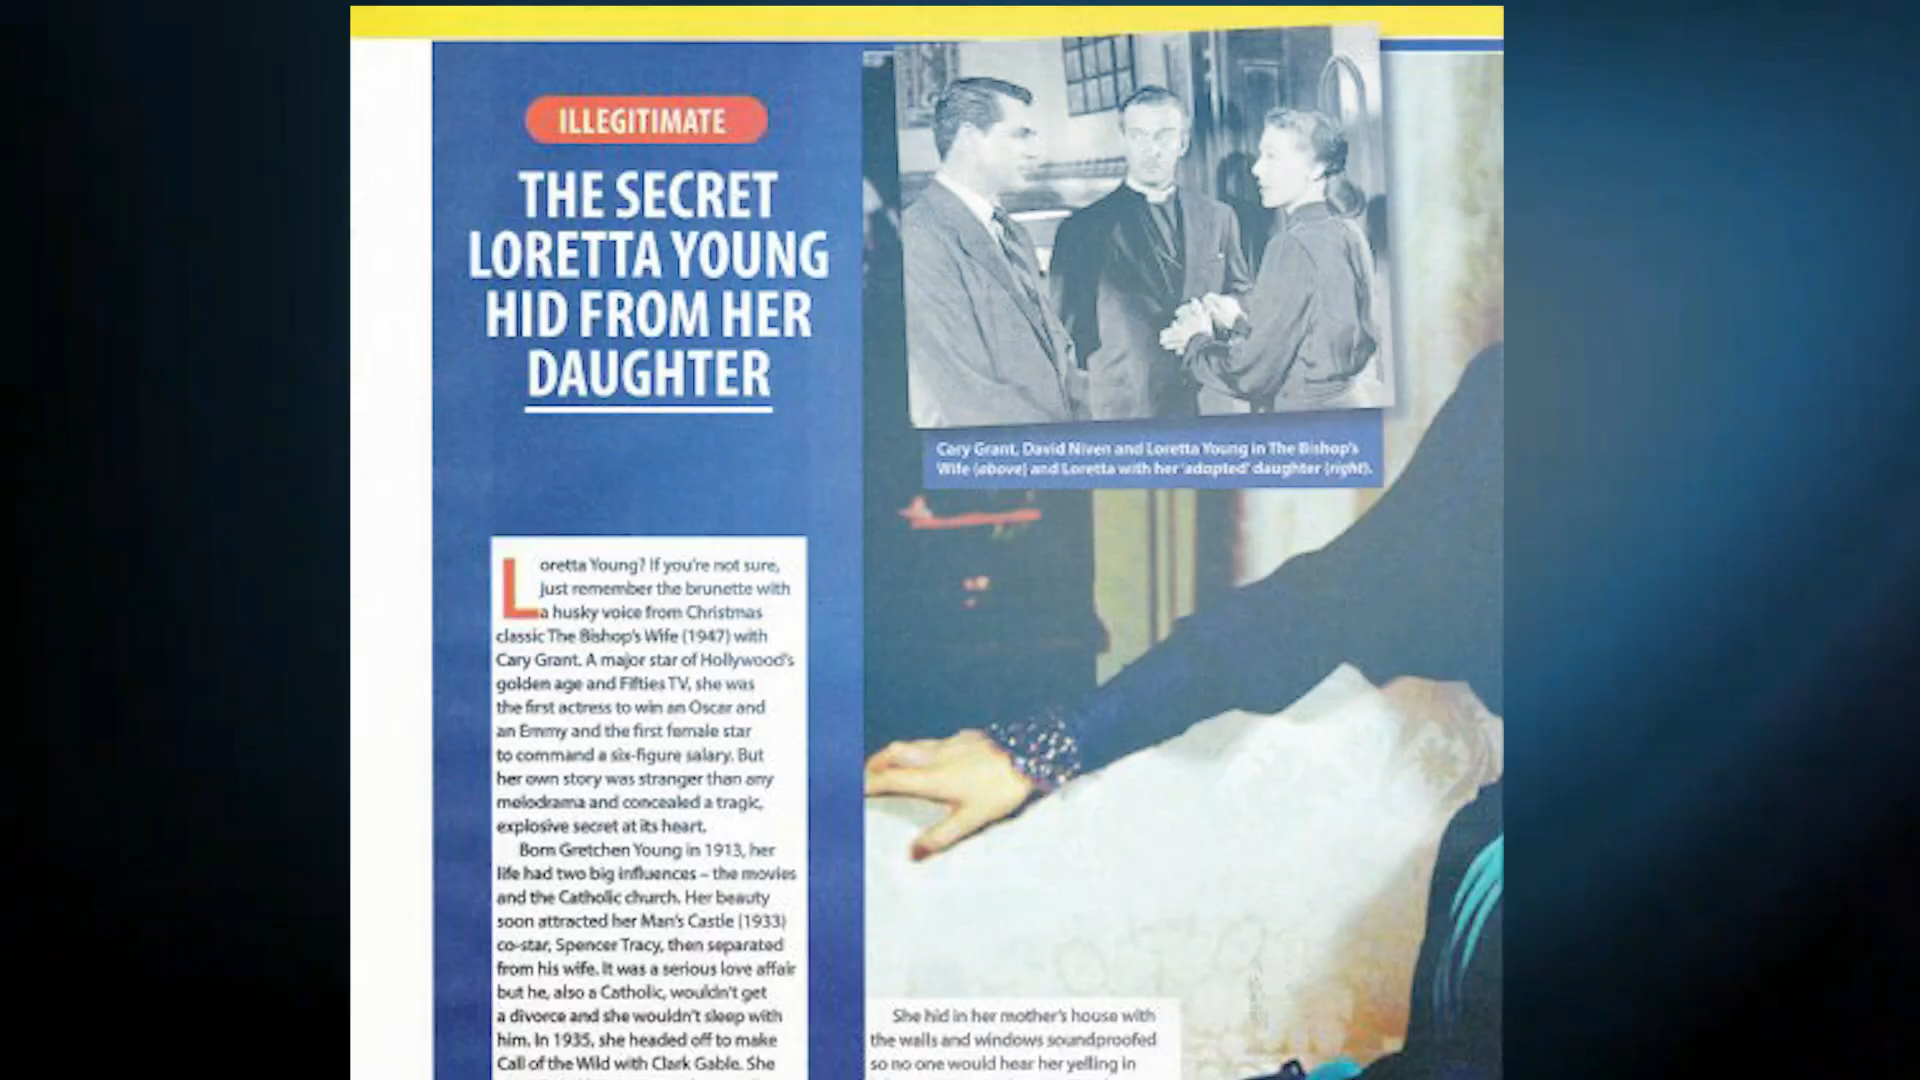 ILLEGITIMATE
THE SECRET
LORETTA YOUNG
HID FROM HER
DAUGHTER
Cary Grant, David Niven and Loretta Young in The Bishop's
Wife (above) and Loretta with her 'adopted' daughter (right).
Loretta Young? If you're not sure,
just remember the brunette with
a husky voice from Christmas
classic The Bishop's Wife (1947) with
Cary Grant. A major star of Hollywood's
golden age and Fifties TV, she was
the first actress to win an Oscar and
an Emmy and the first female star
to command a six-figure salary. But
her own story was stranger than any
melodrama and concealed a tragic,
explosive secret at its heart.
Born Gretchen Young in 1913, her
life had two big influences – the movies
and the Catholic church. Her beauty
soon attracted her Man's Castle (1933)
co-star, Spencer Tracy, then separated
from his wife. It was a serious love affair
but he, also a Catholic, wouldn't get
a divorce and she wouldn't sleep with
him. In 1935, she headed off to make
Call of the Wild with Clark Gable. She
She hid in her mother's house with
the walls and windows soundproofed
so no one would hear her yelling in